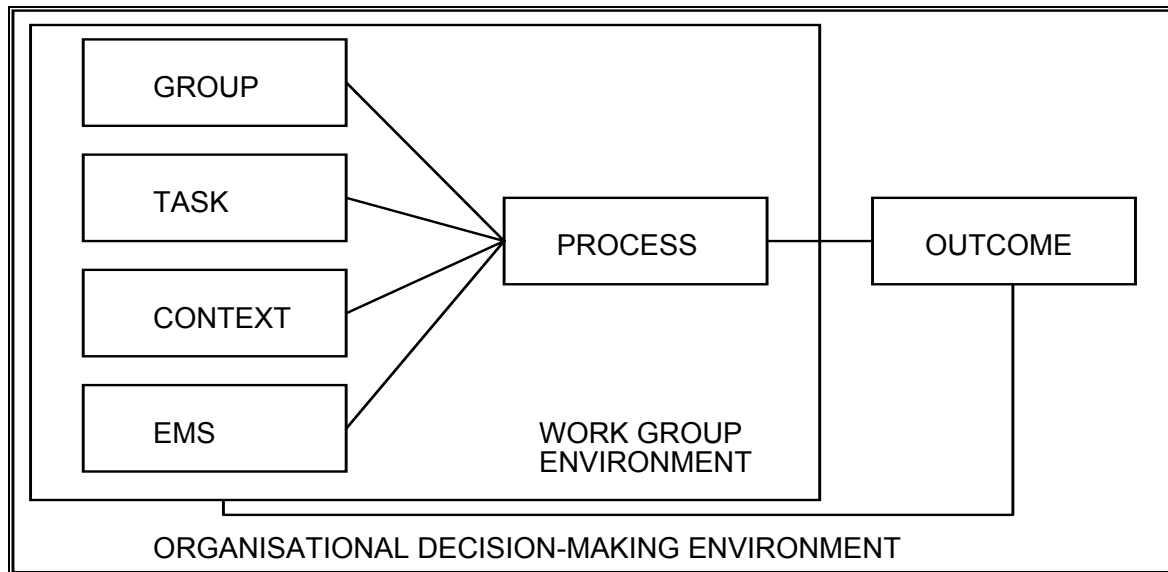 GROUP
TASK
CONTEXT
EMS
PROCESS
OUTCOME
WORK GROUP
ENVIRONMENT
ORGANISATIONAL DECISION-MAKING ENVIRONMENT